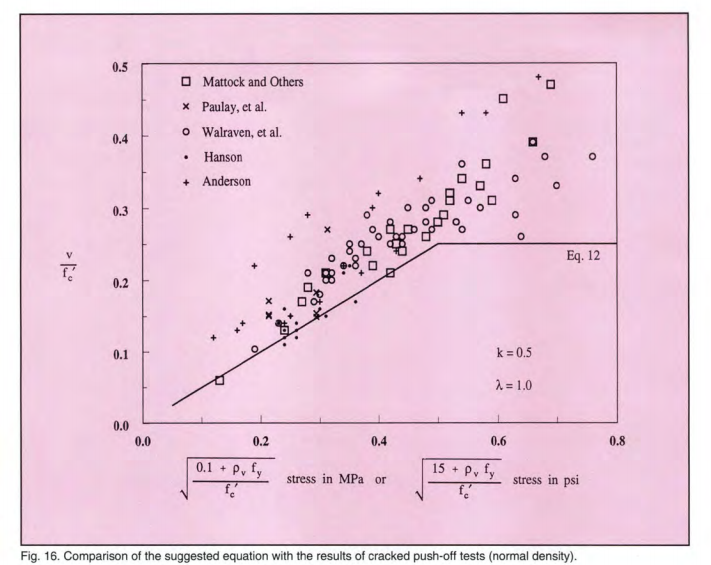 0.5
0.4
0.3
0.2
0.1
0.0
v
f_c′
□ Mattock and Others
× Paulay, et al.
o Walraven, et al.
• Hanson
+ Anderson
Eq. 12
k = 0.5
λ = 1.0
0.0 0.2 0.4 0.6 0.8
√ 0.1 + ρ_v f_y / f_c′ stress in MPa or √ 15 + ρ_v f_y / f_c′ stress in psi
Fig. 16. Comparison of the suggested equation with the results of cracked push-off tests (normal density).